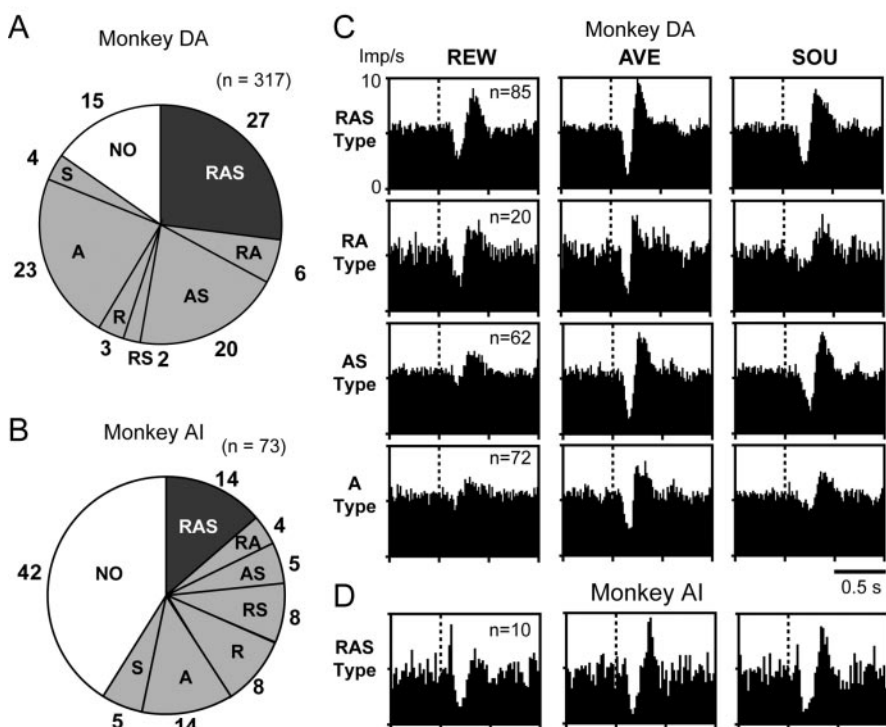 A
Monkey DA
(n = 317)
15
27
NO
RAS
4
S
A
RA
23
6
R
AS
3
RS 2
20
B
Monkey AI
(n = 73)
14
RAS
4
RA
5
42
NO
AS
RS
8
R
S
A
8
5
14
C
Monkey DA
Imp/s
REW
AVE
SOU
10
n=85
RAS
Type
0
n=20
RA
Type
n=62
AS
Type
n=72
A
Type
0.5 s
D
Monkey AI
n=10
RAS
Type